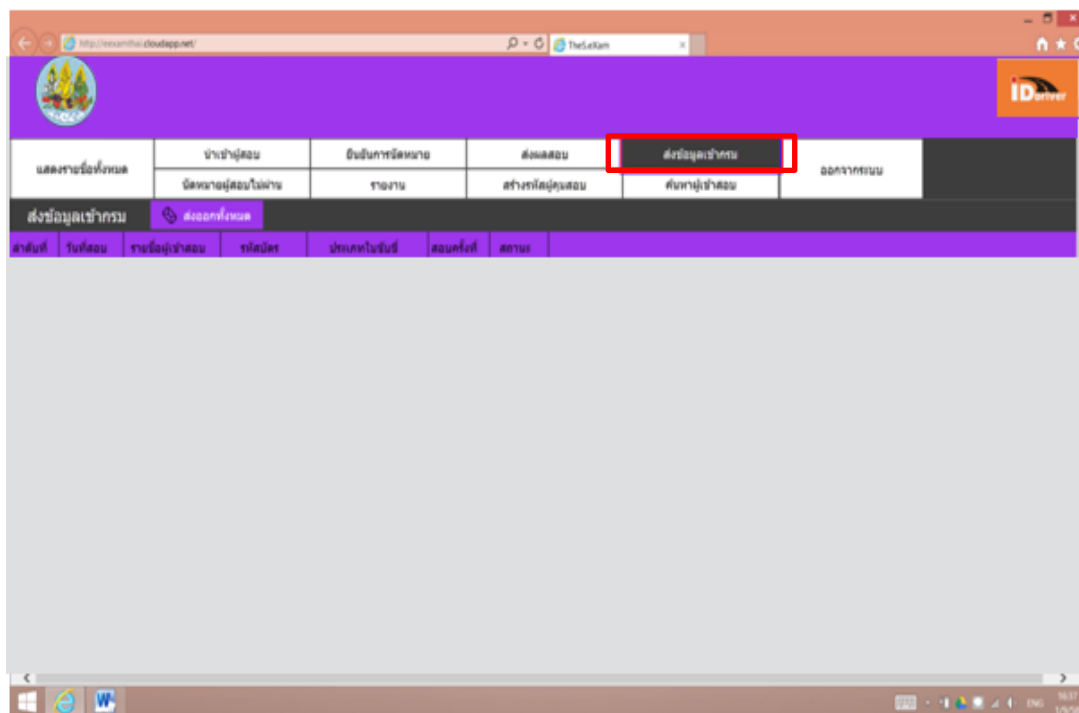 http://eexamthai.cloudapp.net/
TheS.eXam
iDriver
แสดงรายชื่อทั้งหมด
นำเข้าผู้สอบ
ยืนยันการนัดหมาย
ส่งผลสอบ
ส่งข้อมูลเข้ากรม
ออกจากระบบ
นัดหมายผู้สอบไม่ผ่าน
รายงาน
สร้างรหัสผู้คุมสอบ
ค้นหาผู้เข้าสอบ
ส่งข้อมูลเข้ากรม
ส่งออกทั้งหมด
ลำดับที่ วันที่สอบ รายชื่อผู้เข้าสอบ รหัสบัตร ประเภทใบขับขี่ สอบครั้งที่ สถานะ
ENG
16:37